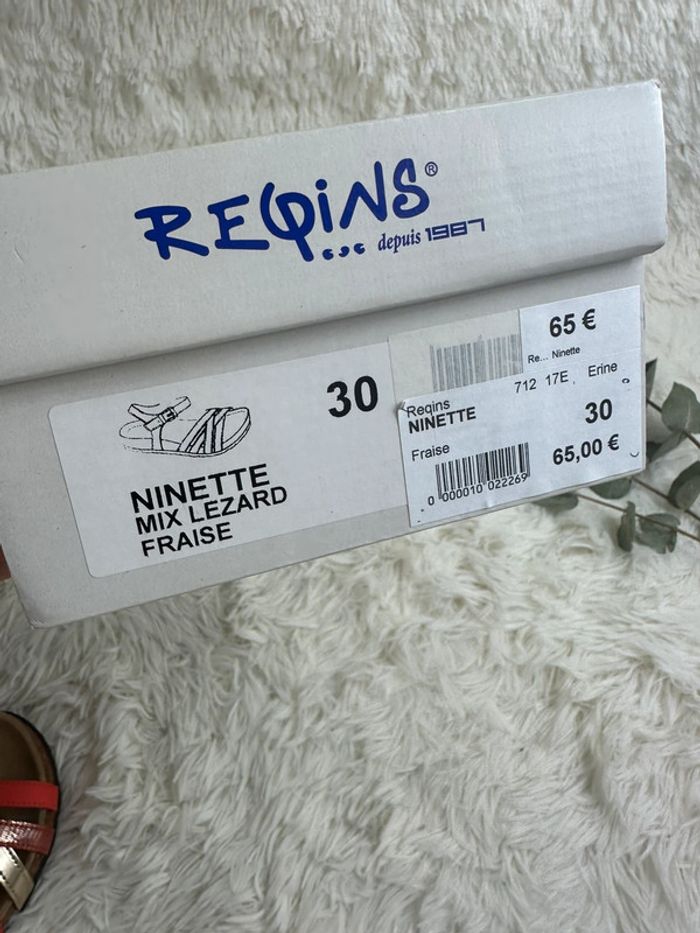 REQINS®
depuis 1987
30
NINETTE
MIX LEZARD
FRAISE
65 €
Re... Ninette
712 17E Erine
Reqins
NINETTE
30
Fraise
65,00 €
0 000010 022269